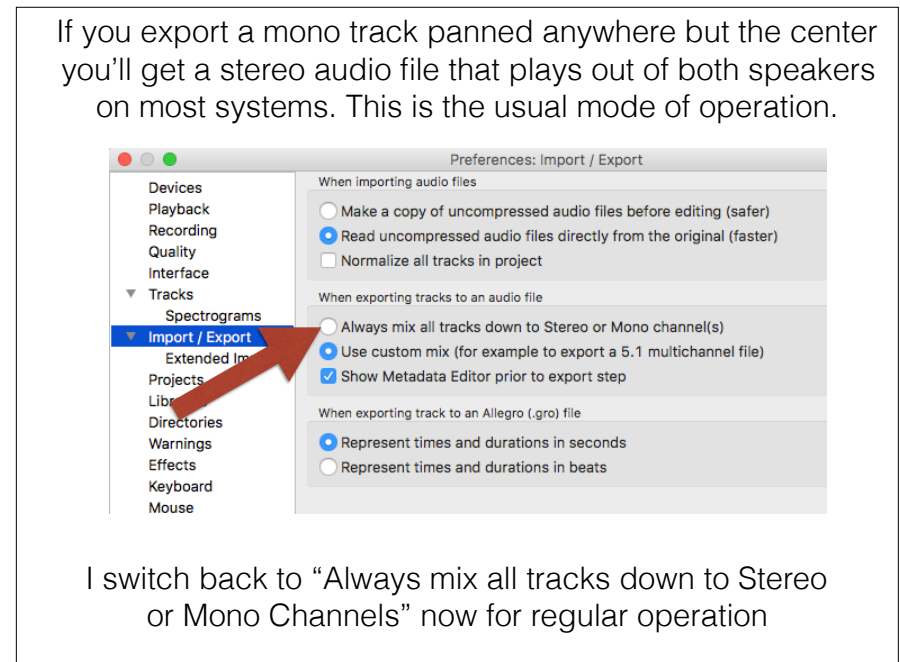 If you export a mono track panned anywhere but the center
you'll get a stereo audio file that plays out of both speakers
on most systems. This is the usual mode of operation.
Preferences: Import / Export
Devices
Playback
Recording
Quality
Interface
Tracks
Spectrograms
Import / Export
Extended
Projects
Directories
Warnings
Effects
Keyboard
Mouse
When importing audio files
Make a copy of uncompressed audio files before editing (safer)
Read uncompressed audio files directly from the original (faster)
Normalize all tracks in project
When exporting tracks to an audio file
Always mix all tracks down to Stereo or Mono channel(s)
Use custom mix (for example to export a 5.1 multichannel file)
Show Metadata Editor prior to export step
When exporting track to an Allegro (.gro) file
Represent times and durations in seconds
Represent times and durations in beats
I switch back to “Always mix all tracks down to Stereo
or Mono Channels” now for regular operation